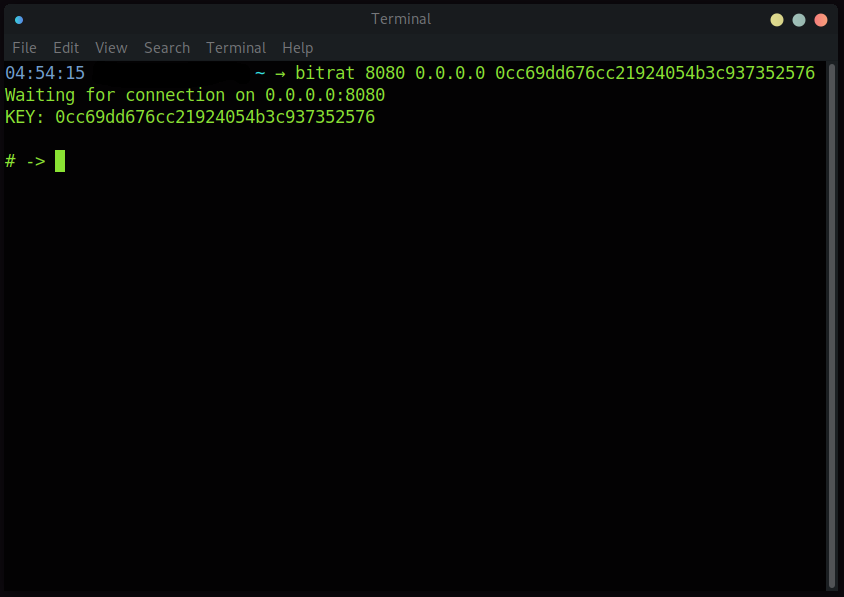 Terminal
File Edit View Search Terminal Help
04:54:15 ~ → bitrat 8080 0.0.0.0 0cc69dd676cc21924054b3c937352576
Waiting for connection on 0.0.0.0:8080
KEY: 0cc69dd676cc21924054b3c937352576
# ->